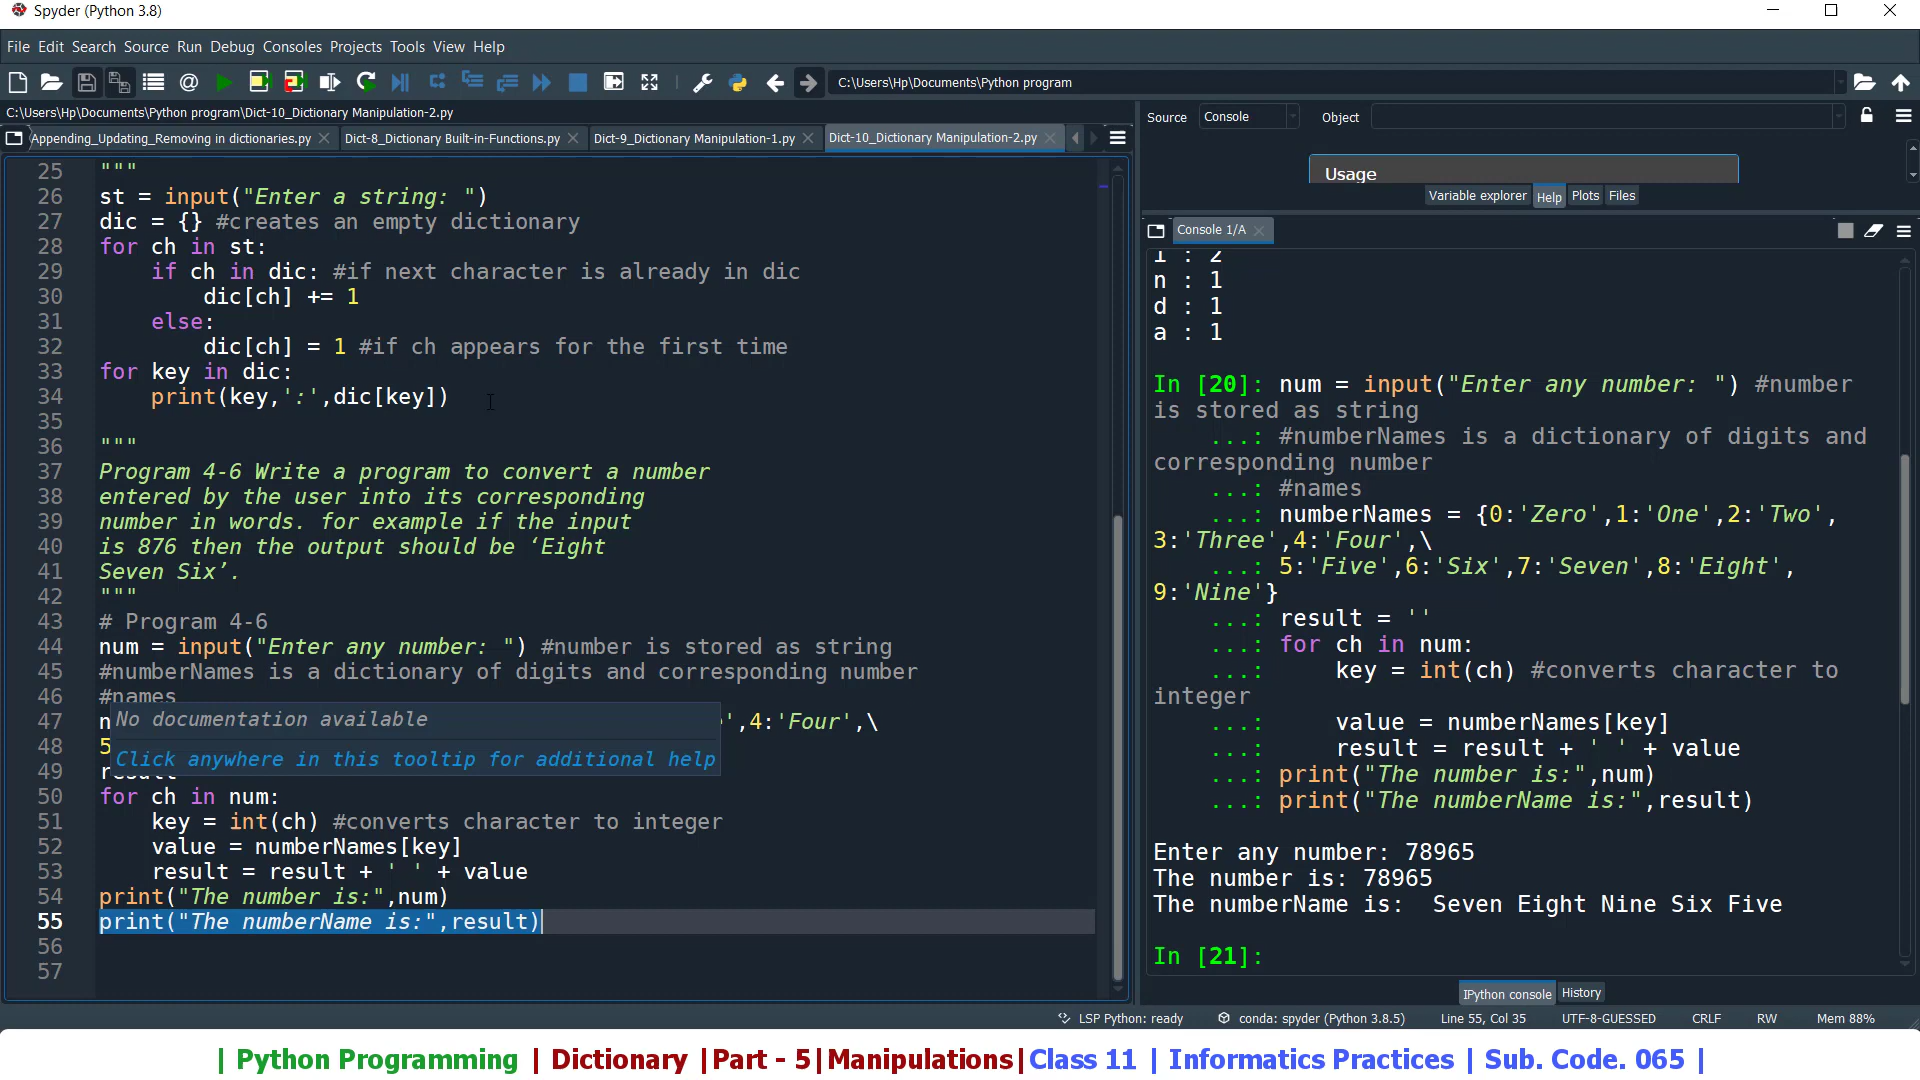 Spyder (Python 3.8)
File Edit Search Source Run Debug Consoles Projects Tools View Help
C:\Users\Hp\Documents\Python program
C:\Users\Hp\Documents\Python program\Dict-10_Dictionary Manipulation-2.py
Appending_Updating_Removing in dictionaries.py Dict-8_Dictionary Built-in-Functions.py Dict-9_Dictionary Manipulation-1.py Dict-10_Dictionary Manipulation-2.py
25 """
26 st = input("Enter a string: ")
27 dic = {} #creates an empty dictionary
28 for ch in st:
29 if ch in dic: #if next character is already in dic
30 dic[ch] += 1
31 else:
32 dic[ch] = 1 #if ch appears for the first time
33 for key in dic:
34 print(key,':',dic[key])
35
36 """
37 Program 4-6 Write a program to convert a number
38 entered by the user into its corresponding
39 number in words. for example if the input
40 is 876 then the output should be ‘Eight
41 Seven Six’.
42 """
43 # Program 4-6
44 num = input("Enter any number: ") #number is stored as string
45 #numberNames is a dictionary of digits and corresponding number
46 #names
47 n ',4:'Four',\
No documentation available
48 5
Click anywhere in this tooltip for additional help
49 result
50 for ch in num:
51 key = int(ch) #converts character to integer
52 value = numberNames[key]
53 result = result + ' ' + value
54 print("The number is:",num)
55 print("The numberName is:",result)
56
57
Source Console Object
Usage
Variable explorer Help Plots Files
Console 1/A
i : 2
n : 1
d : 1
a : 1
In [20]: num = input("Enter any number: ") #number
is stored as string
...: #numberNames is a dictionary of digits and
corresponding number
...: #names
...: numberNames = {0:'Zero',1:'One',2:'Two',
3:'Three',4:'Four',\
...: 5:'Five',6:'Six',7:'Seven',8:'Eight',
9:'Nine'}
...: result = ''
...: for ch in num:
...: key = int(ch) #converts character to
integer
...: value = numberNames[key]
...: result = result + ' ' + value
...: print("The number is:",num)
...: print("The numberName is:",result)
Enter any number: 78965
The number is: 78965
The numberName is:  Seven Eight Nine Six Five
In [21]:
IPython console History
LSP Python: ready conda: spyder (Python 3.8.5) Line 55, Col 35 UTF-8-GUESSED CRLF RW Mem 88%
| Python Programming | Dictionary |Part - 5|Manipulations|Class 11 | Informatics Practices | Sub. Code. 065 |